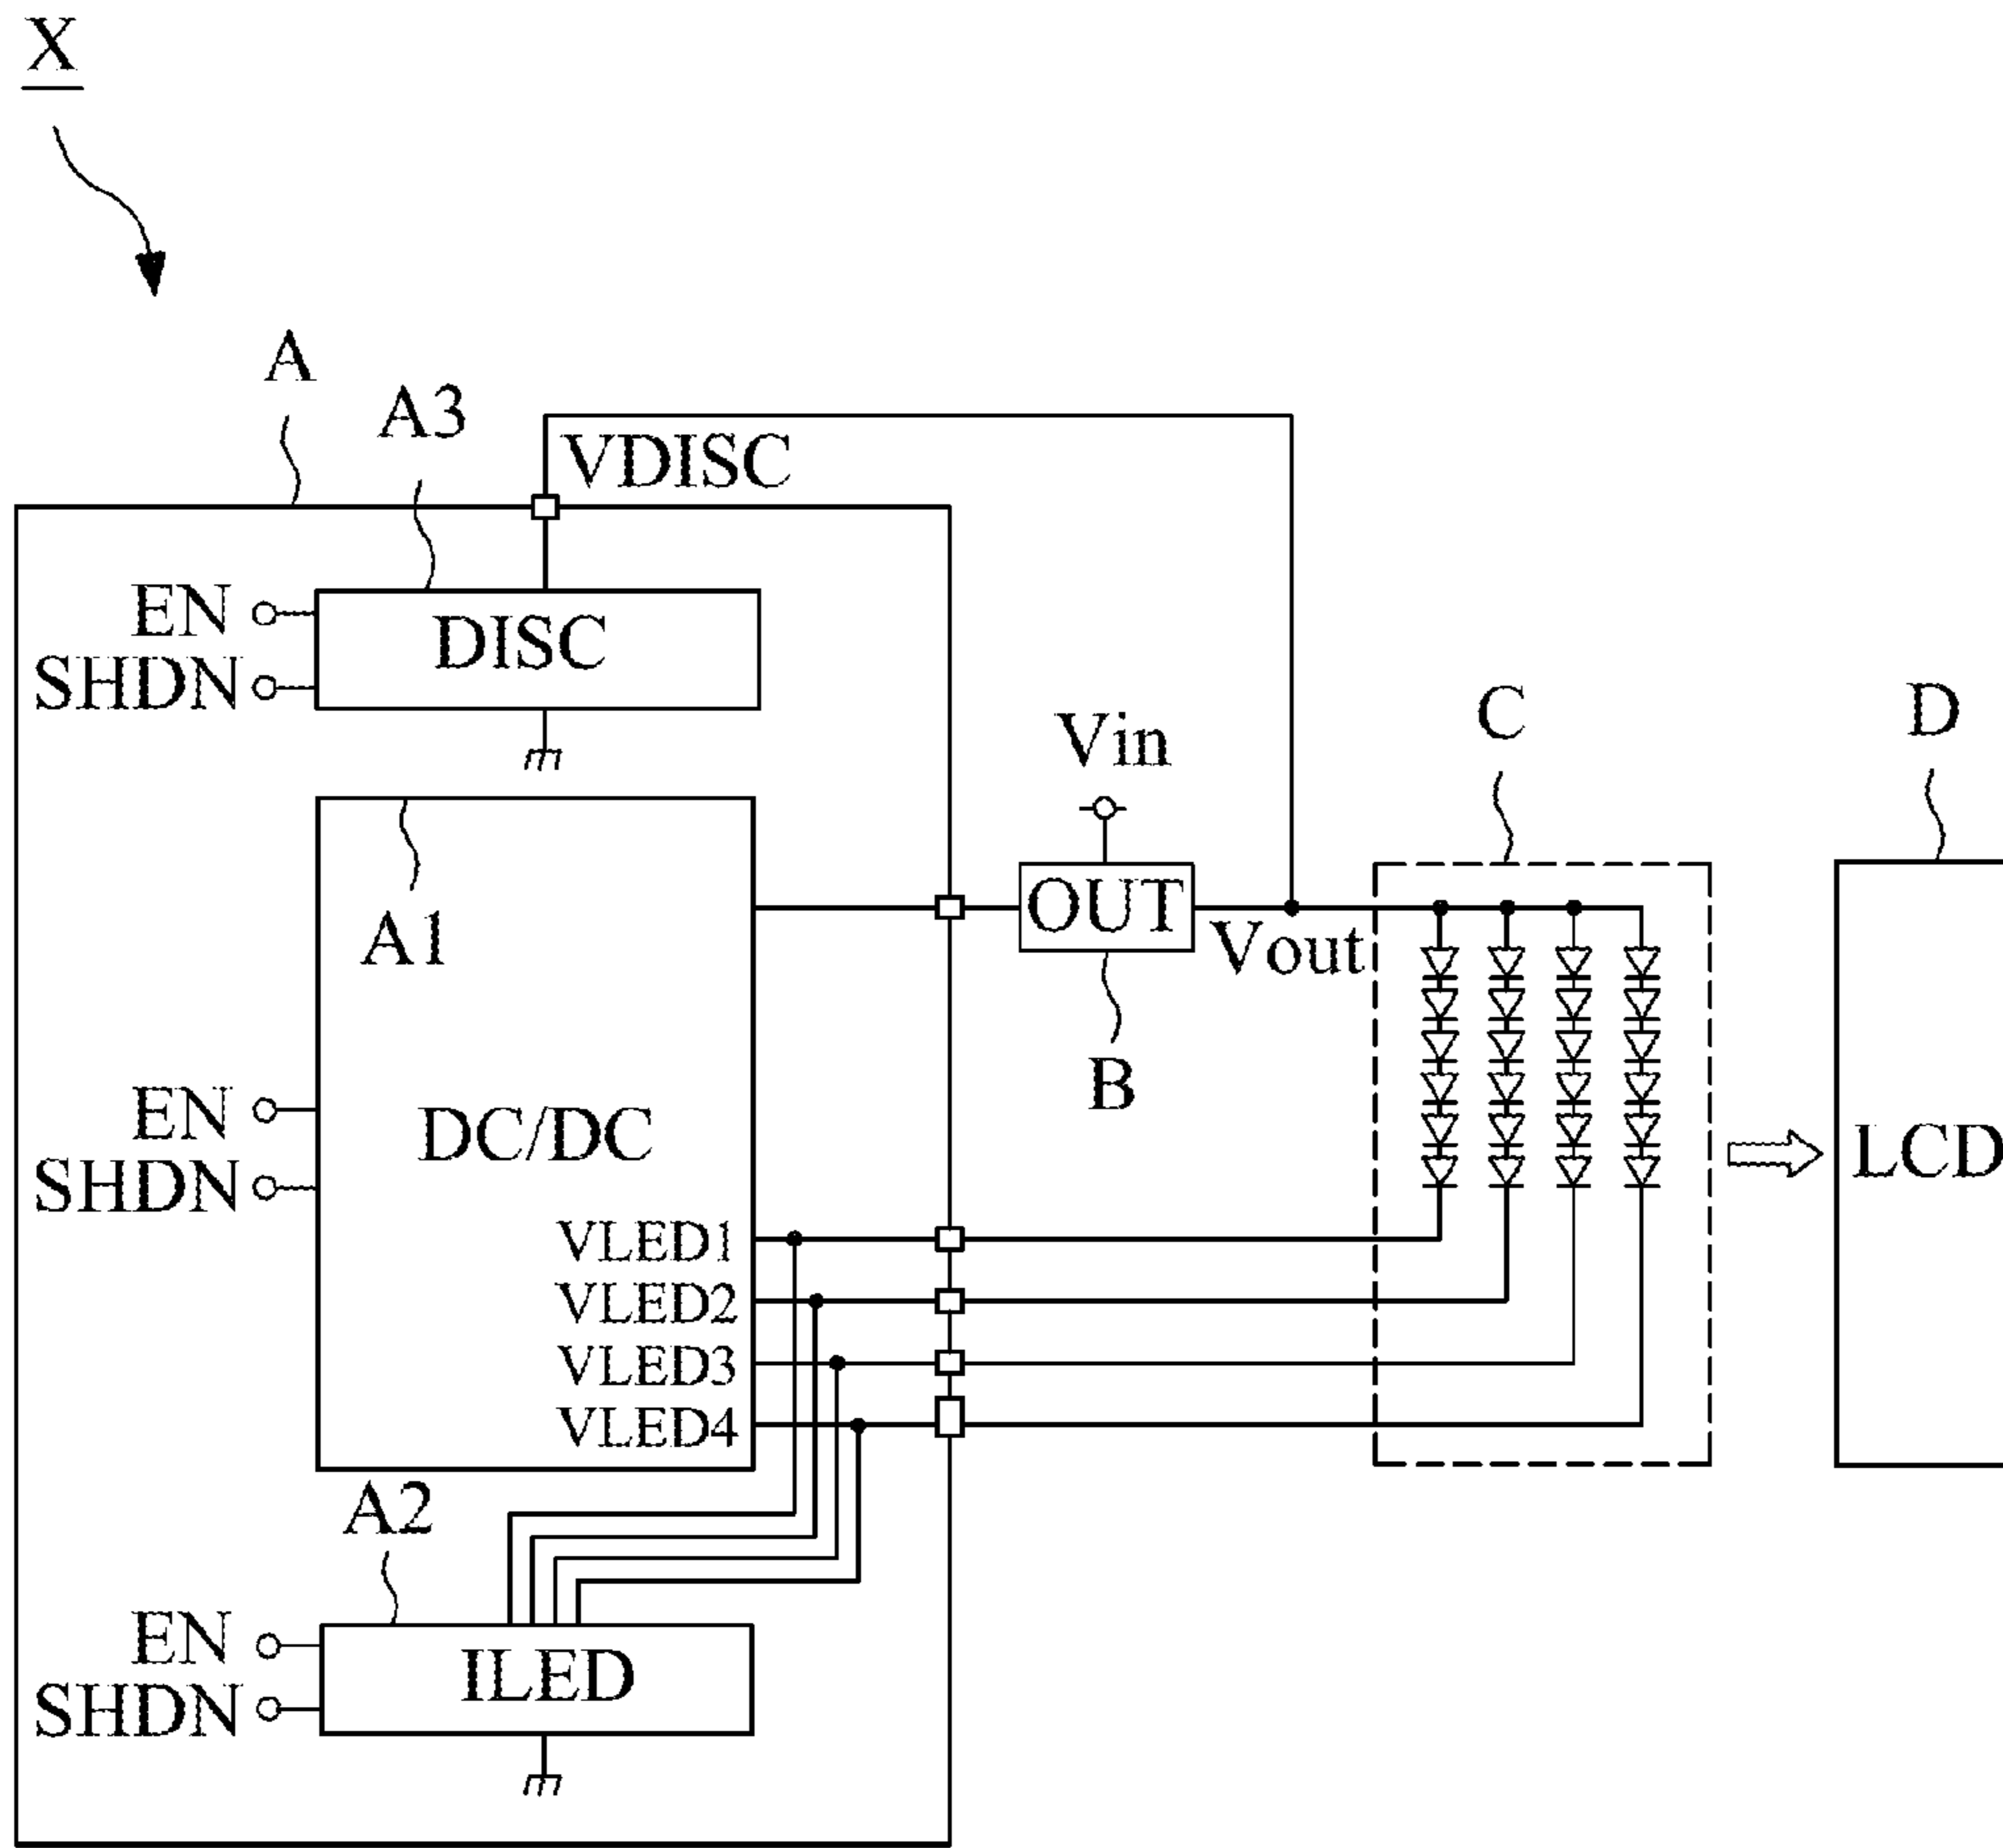 X
A
A3
VDISC
EN
SHDN
DISC
Vin
C
D
OUT
Vout
A1
B
EN
SHDN
DC/DC
LCD
VLED1
VLED2
VLED3
VLED4
A2
EN
SHDN
ILED